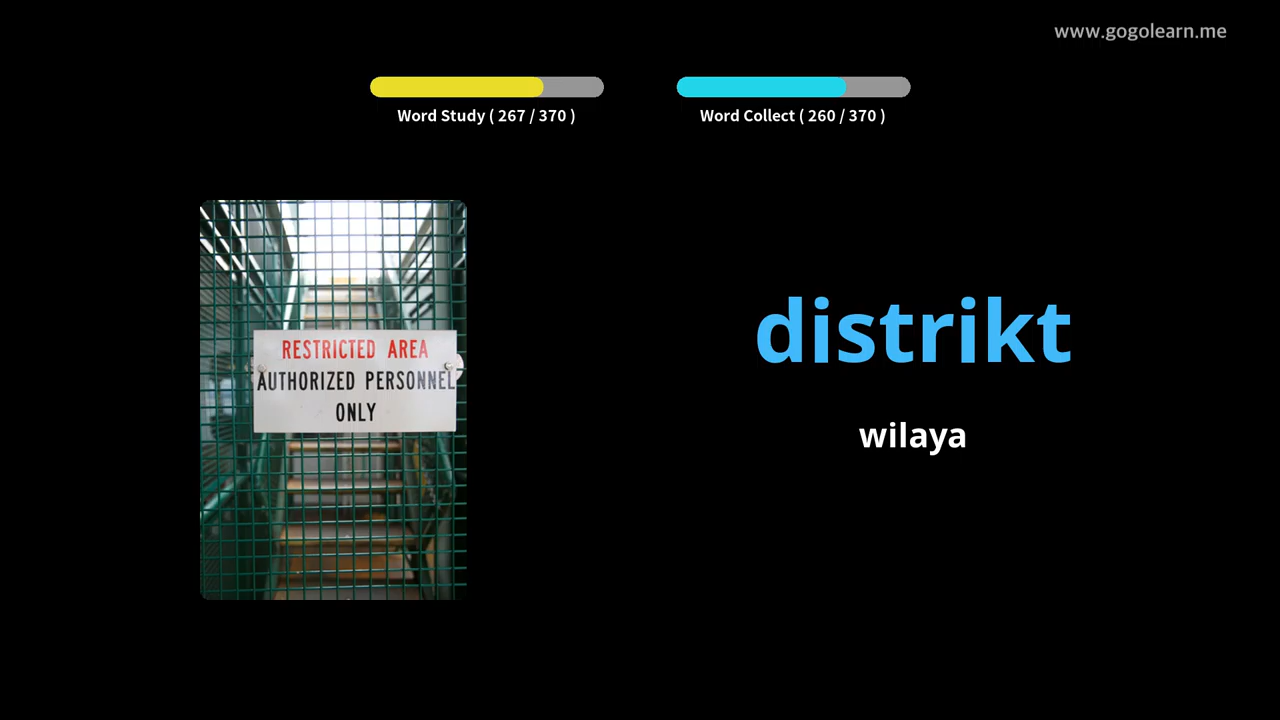 www.gogolearn.me
Word Study ( 267 / 370 )
Word Collect ( 260 / 370 )
RESTRICTED AREA
AUTHORIZED PERSONNEL
ONLY
distrikt
wilaya